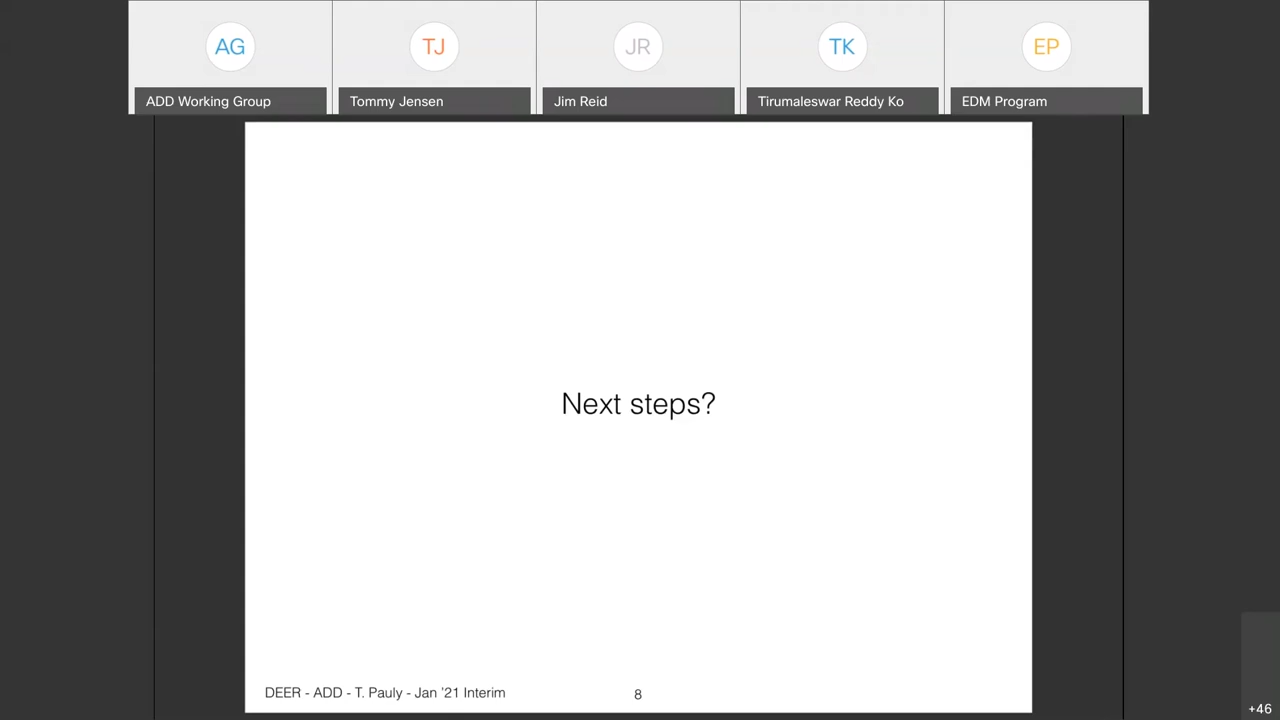 AG
TJ
JR
TK
EP
ADD Working Group
Tommy Jensen
Jim Reid
Tirumaleswar Reddy Ko
EDM Program
Next steps?
DEER - ADD - T. Pauly - Jan ’21 Interim
8
+46